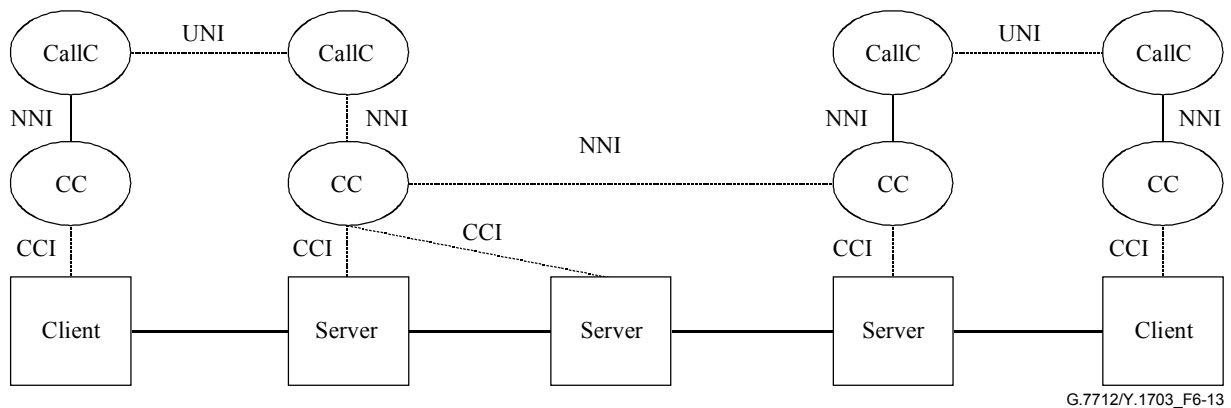 UNI
UNI
CallC
CallC
CallC
CallC
NNI
NNI
NNI
NNI
NNI
CC
CC
CC
CC
CCI
CCI
CCI
CCI
CCI
Client
Server
Server
Server
Client
G.7712/Y.1703_F6-13